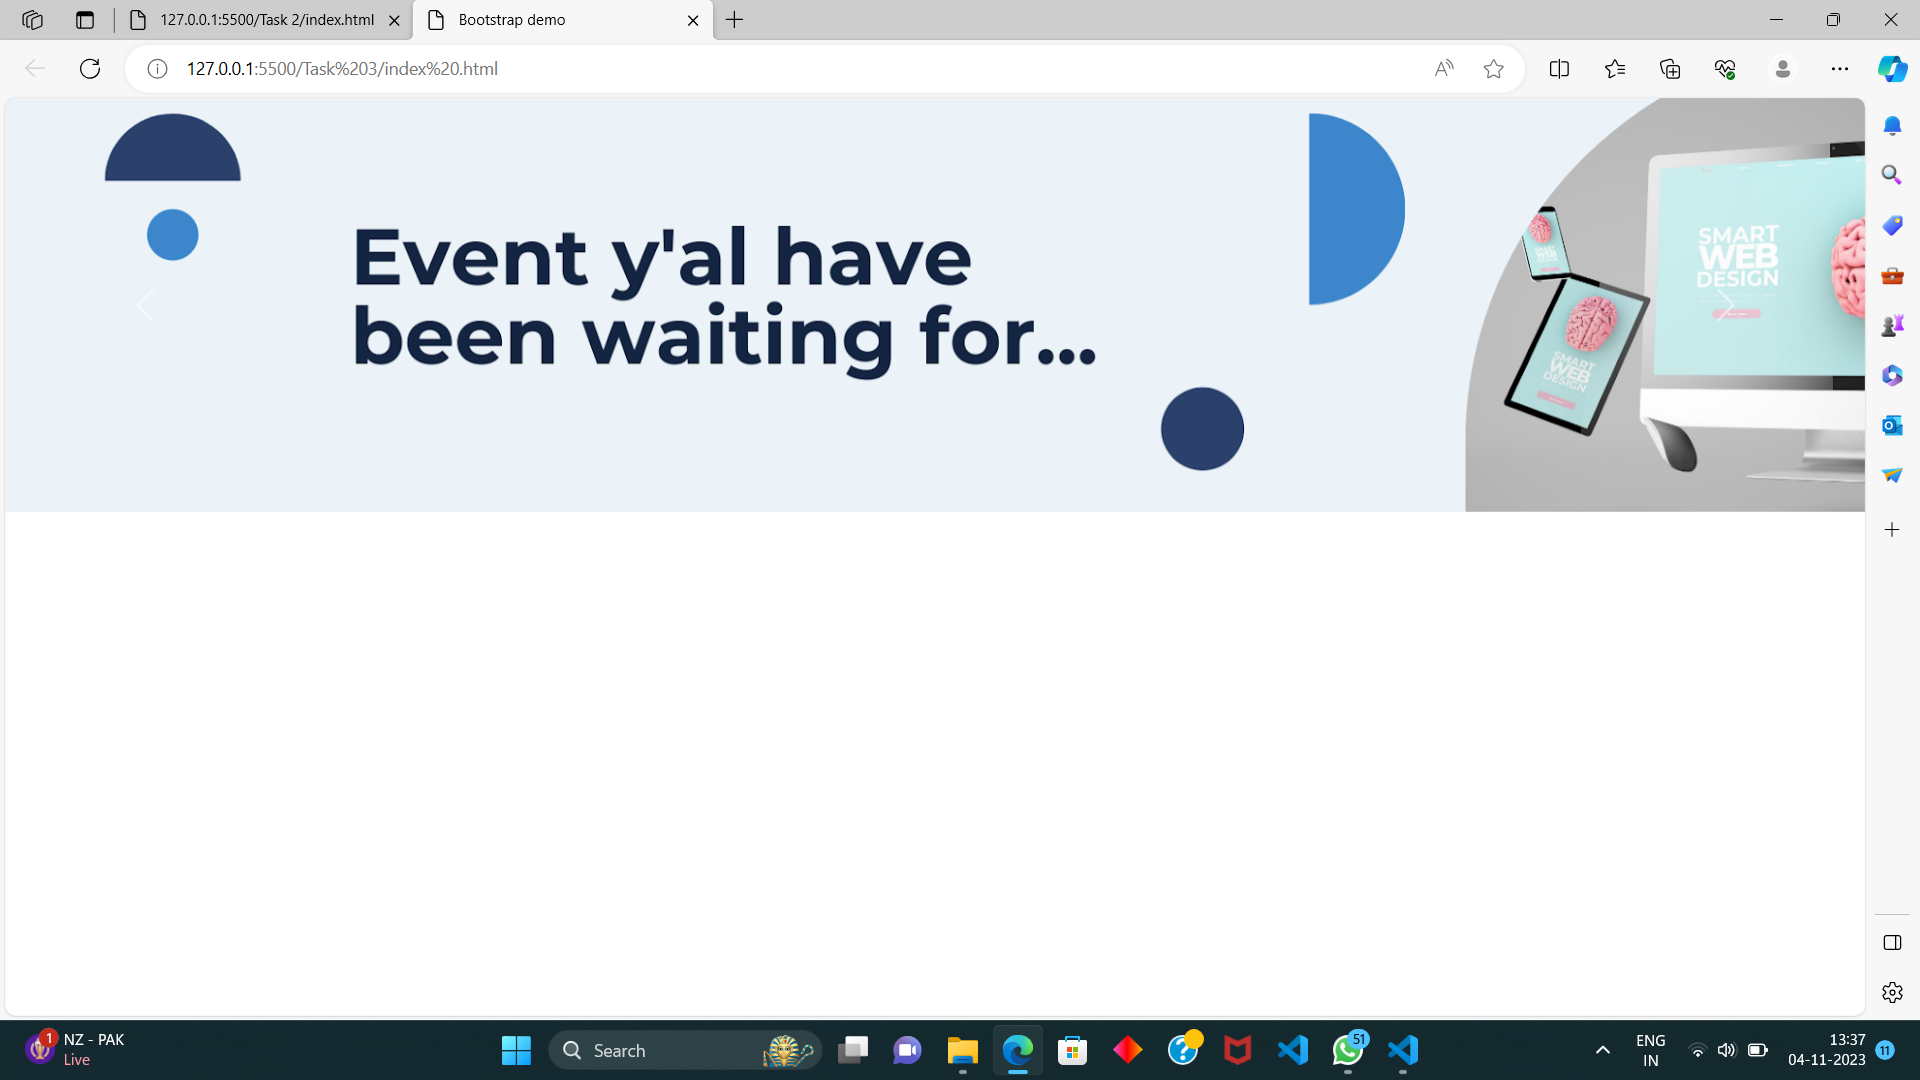 127.0.0.1:5500/Task 2/index.html
Bootstrap demo
127.0.0.1:5500/Task%203/index%20.html
Event y'al have
been waiting for...
SMART
WEB
DESIGN
SMART
WEB
DESIGN
1
NZ - PAK
Live
Search
51
ENG
IN
13:37
04-11-2023
11